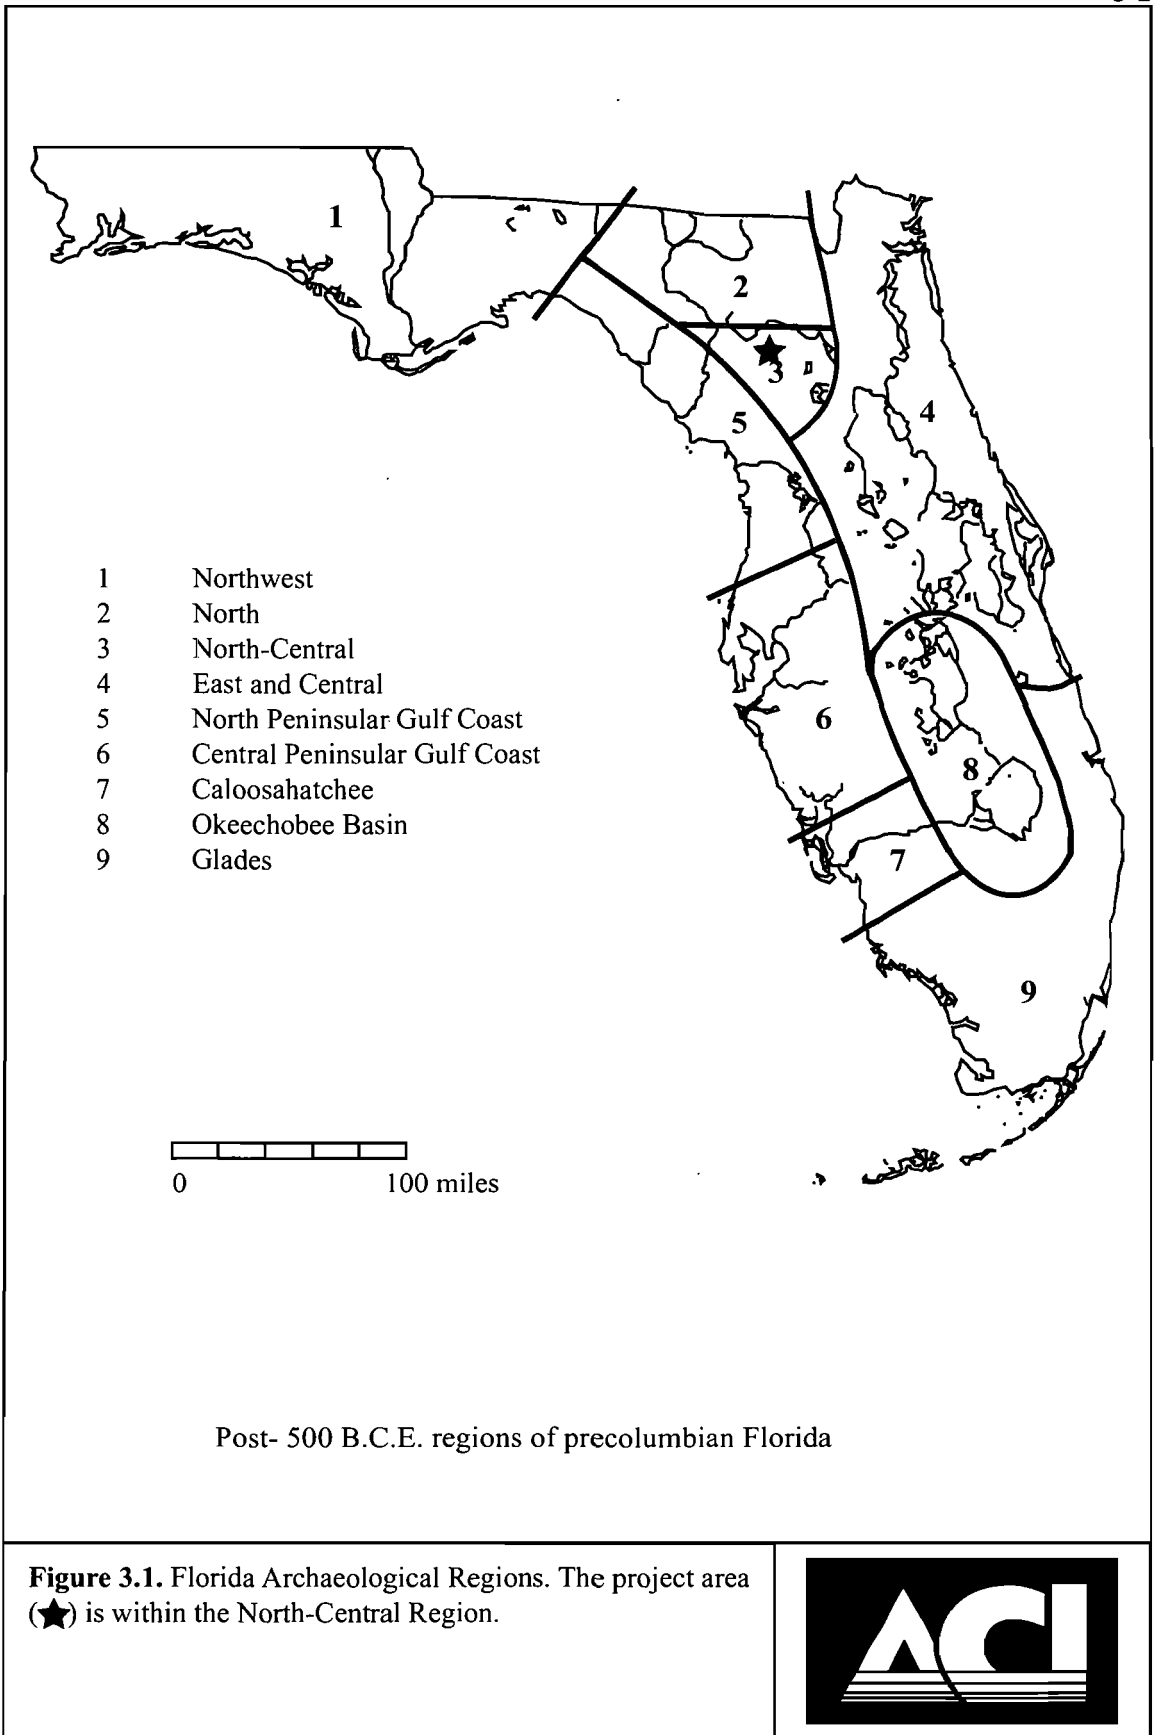 1
2
3
4
5
6
7
8
9
1 Northwest
2 North
3 North-Central
4 East and Central
5 North Peninsular Gulf Coast
6 Central Peninsular Gulf Coast
7 Caloosahatchee
8 Okeechobee Basin
9 Glades
0 100 miles
Post- 500 B.C.E. regions of precolumbian Florida
Figure 3.1. Florida Archaeological Regions. The project area
(★) is within the North-Central Region.
ACI